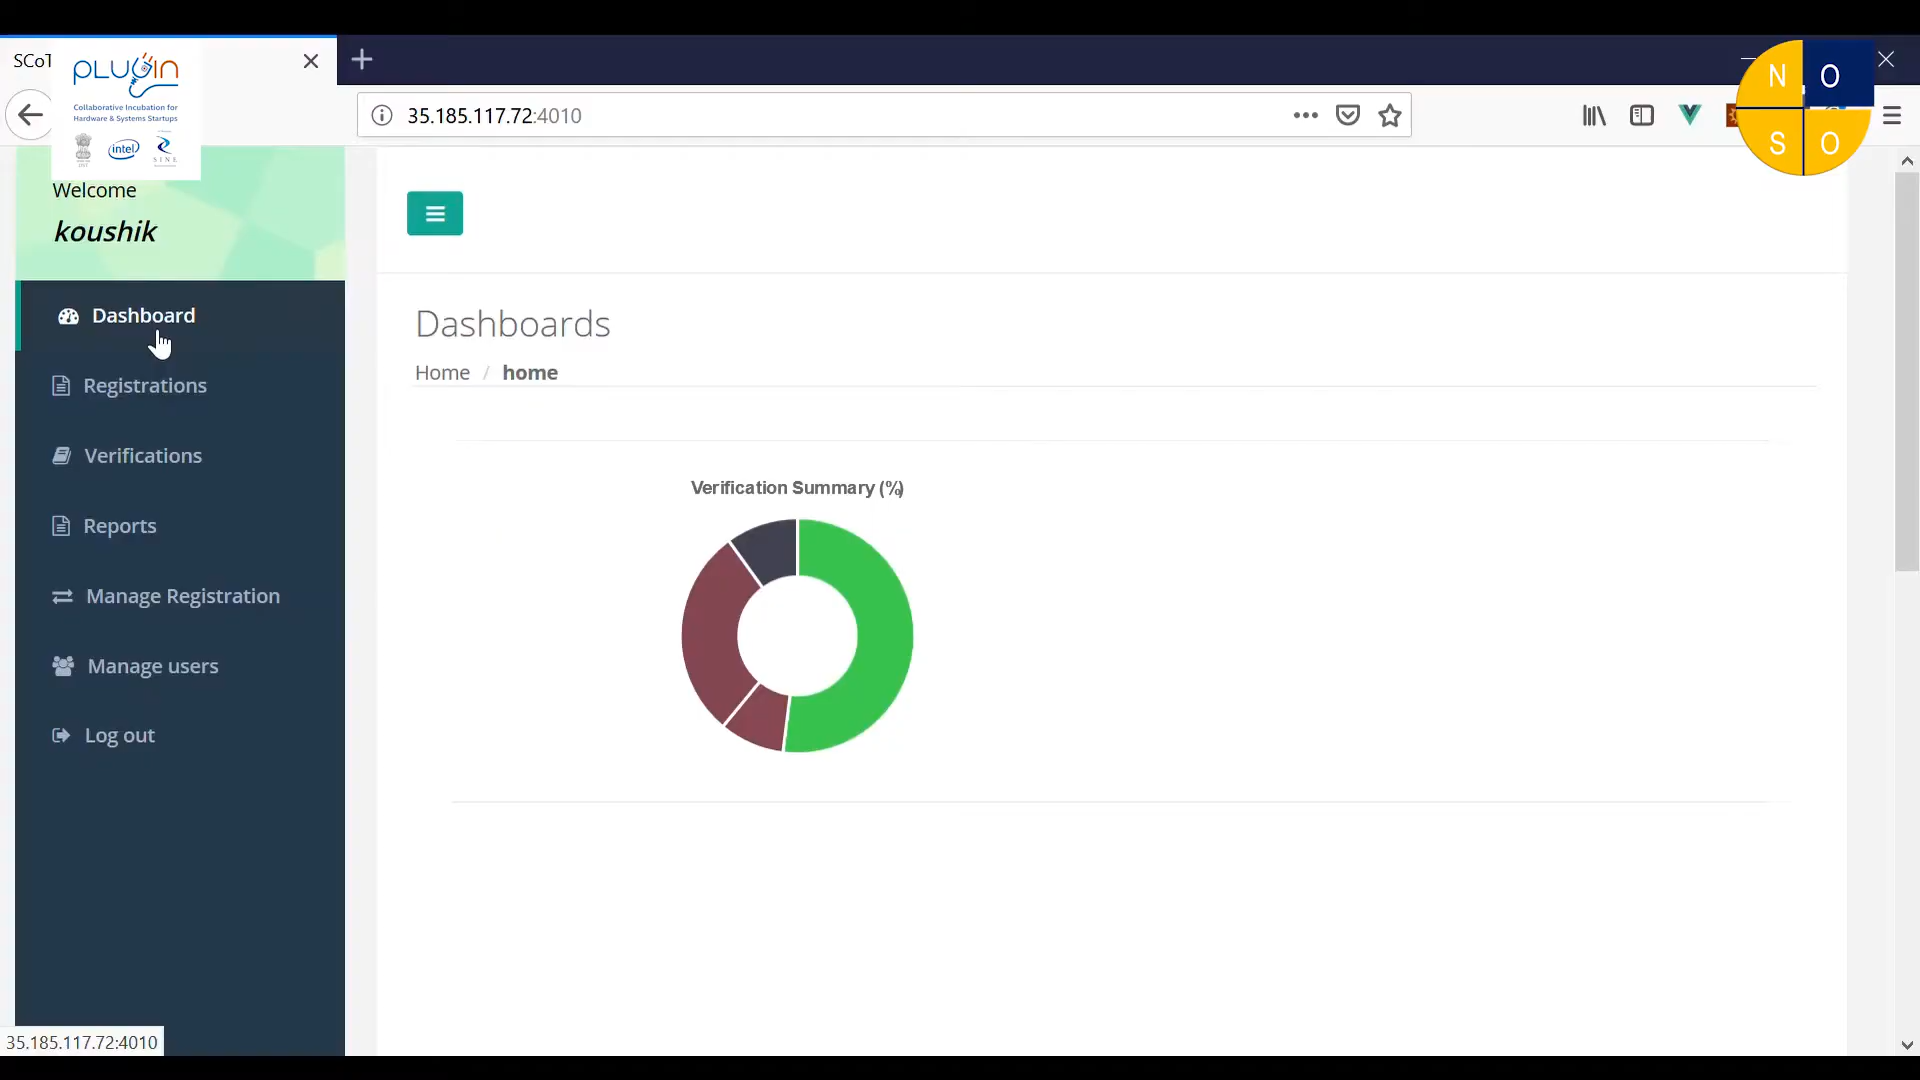 SCoT
PLUGIN
Collaborative Incubation for
Hardware & Systems Startups
intel
SINE
35.185.117.72:4010
N O
S O
Welcome
koushik
Dashboard
Registrations
Verifications
Reports
Manage Registration
Manage users
Log out
Dashboards
Home / home
Verification Summary (%)
35.185.117.72:4010